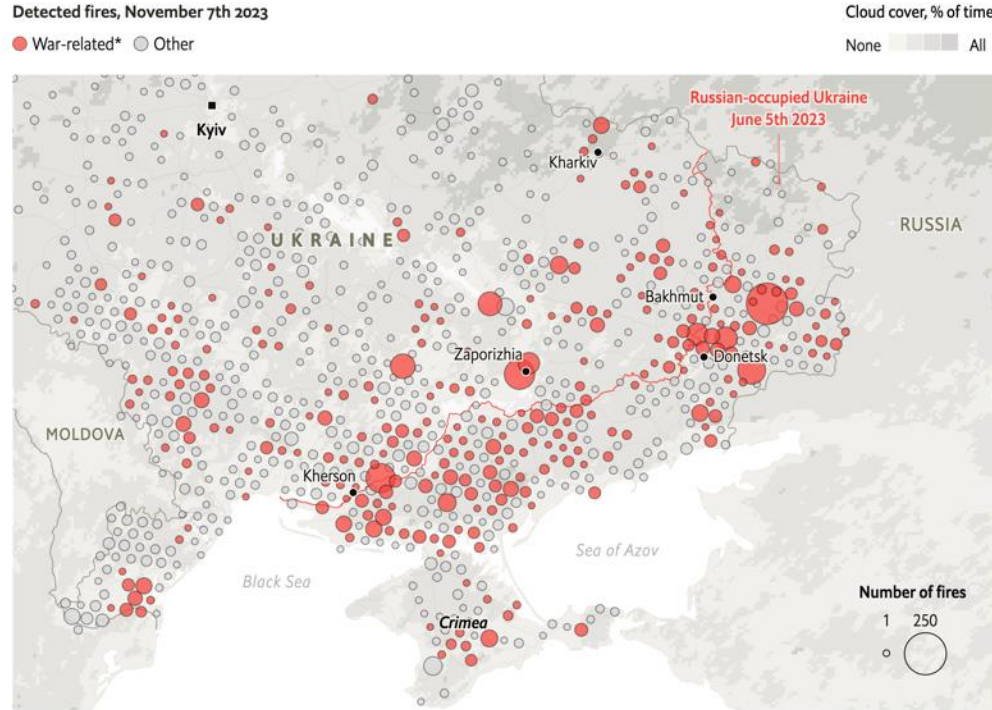 Detected fires, November 7th 2023
War-related* Other
Cloud cover, % of time
None All
Kyiv
Russian-occupied Ukraine
June 5th 2023
Kharkiv
RUSSIA
UKRAINE
Bakhmut
Zaporizhia
Donetsk
MOLDOVA
Kherson
Sea of Azov
Black Sea
Number of fires
1 250
Crimea